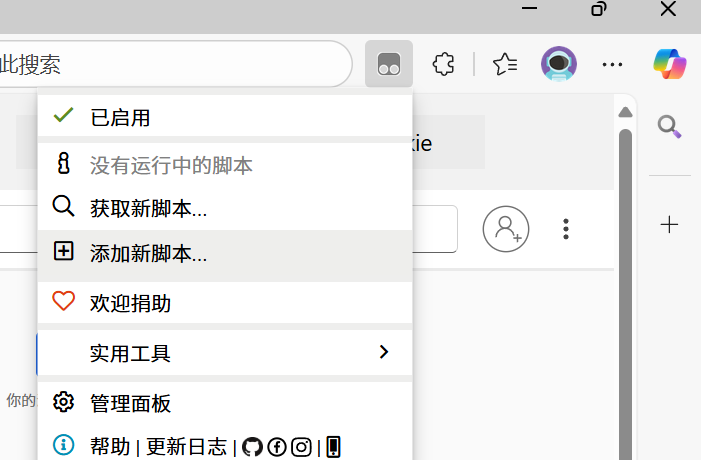 此搜索
已启用
kie
没有运行中的脚本
获取新脚本...
添加新脚本...
欢迎捐助
实用工具
你的
管理面板
帮助 | 更新日志 | |